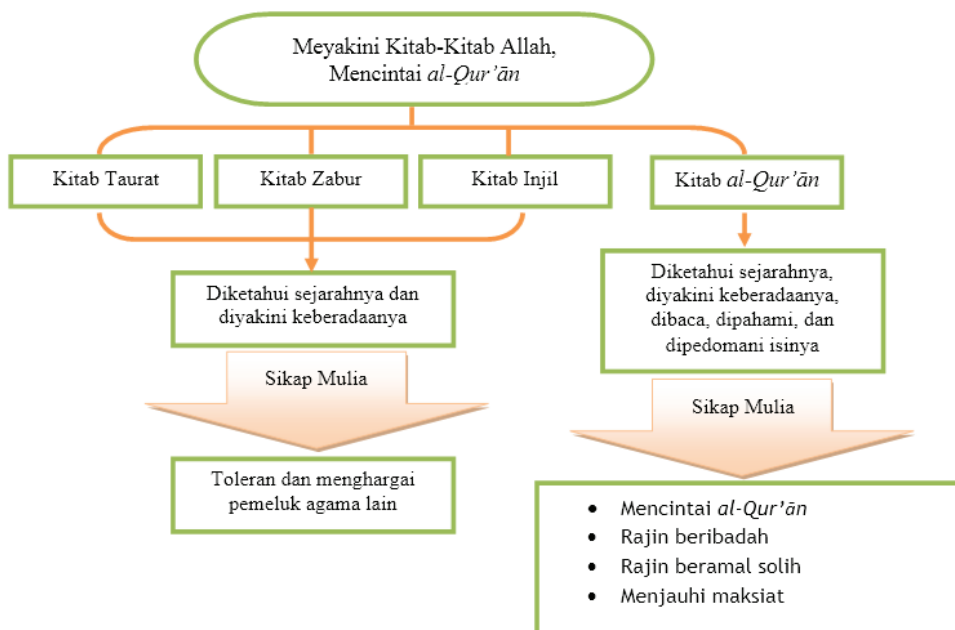 Meyakini Kitab-Kitab Allah,
Mencintai al-Qur’ān
Kitab Taurat
Kitab Zabur
Kitab Injil
Kitab al-Qur’ān
Diketahui sejarahnya dan
diyakini keberadaanya
Diketahui sejarahnya,
diyakini keberadaanya,
dibaca, dipahami, dan
dipedomani isinya
Sikap Mulia
Sikap Mulia
Toleran dan menghargai
pemeluk agama lain
• Mencintai al-Qur’ān
• Rajin beribadah
• Rajin beramal solih
• Menjauhi maksiat